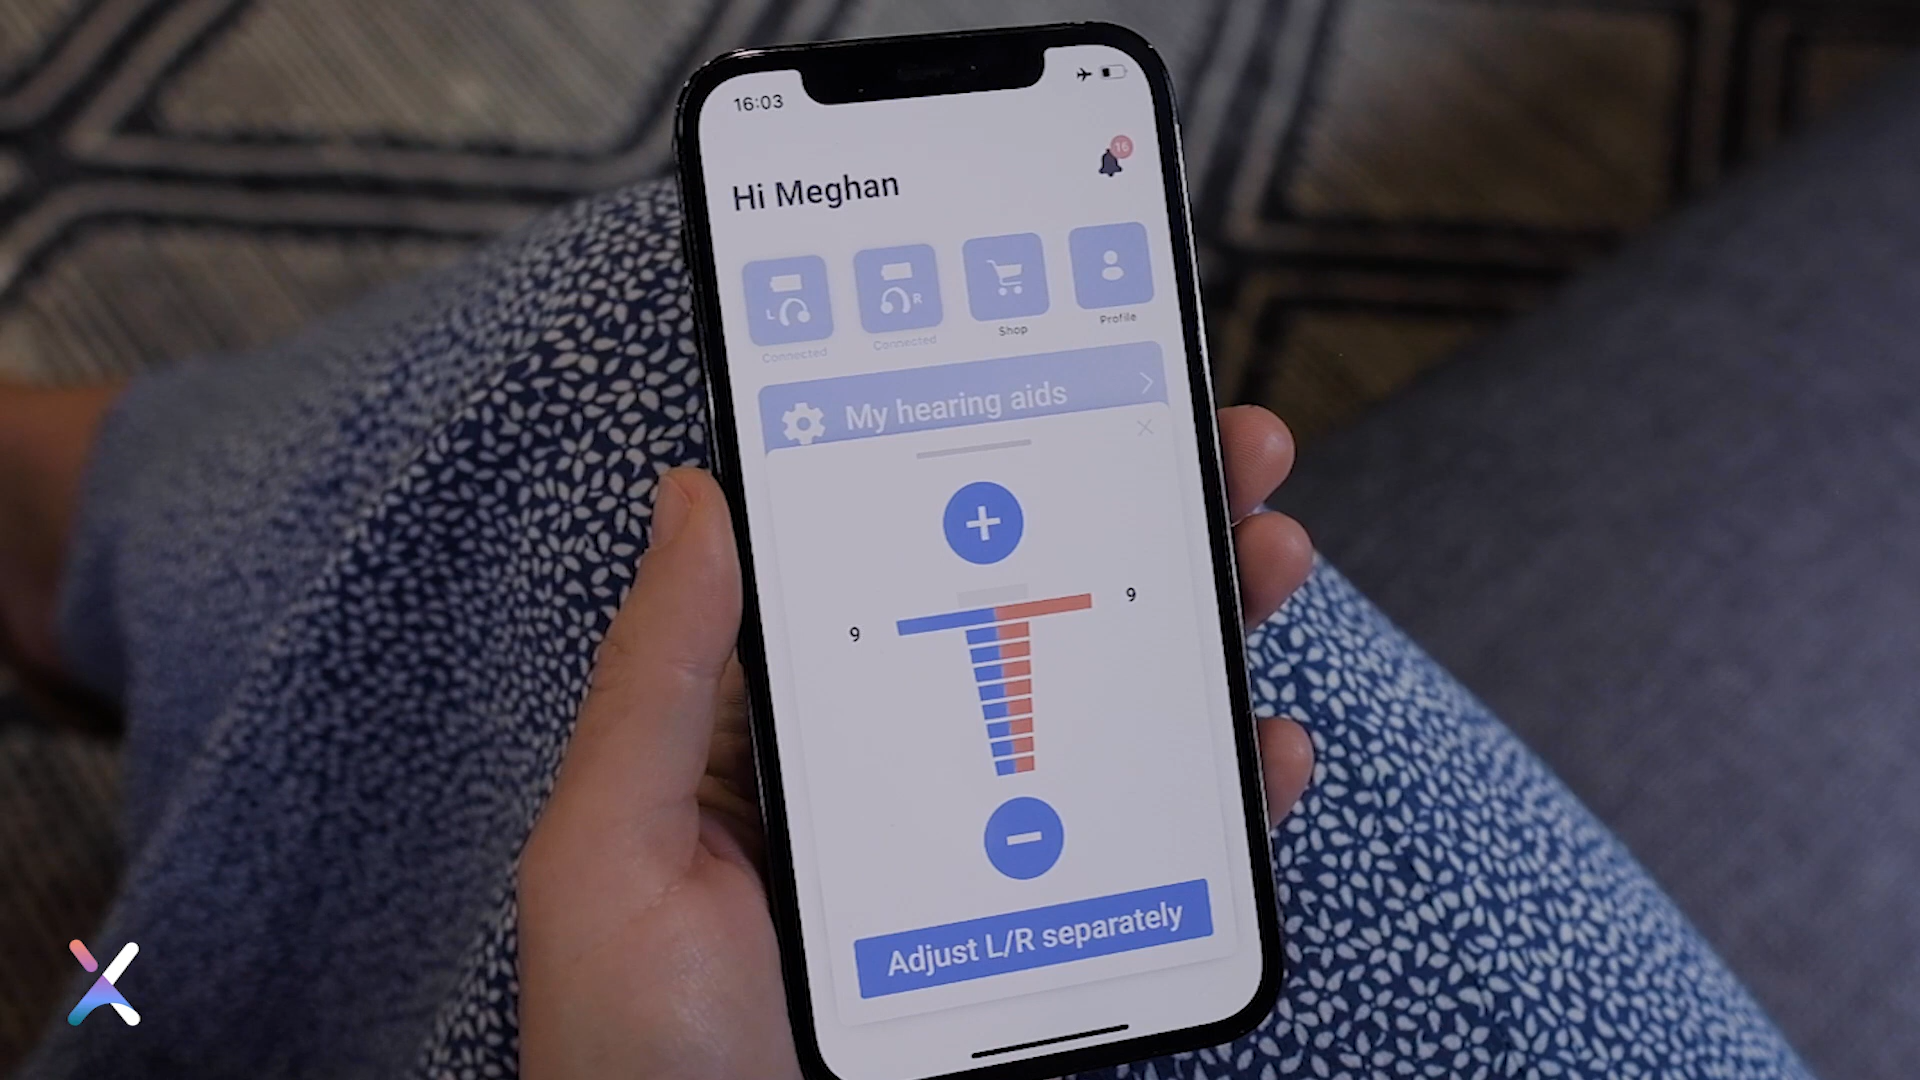 16:03
16
Hi Meghan
L
R
Connected
Connected
Shop
Profile
My hearing aids
9
9
Adjust L/R separately